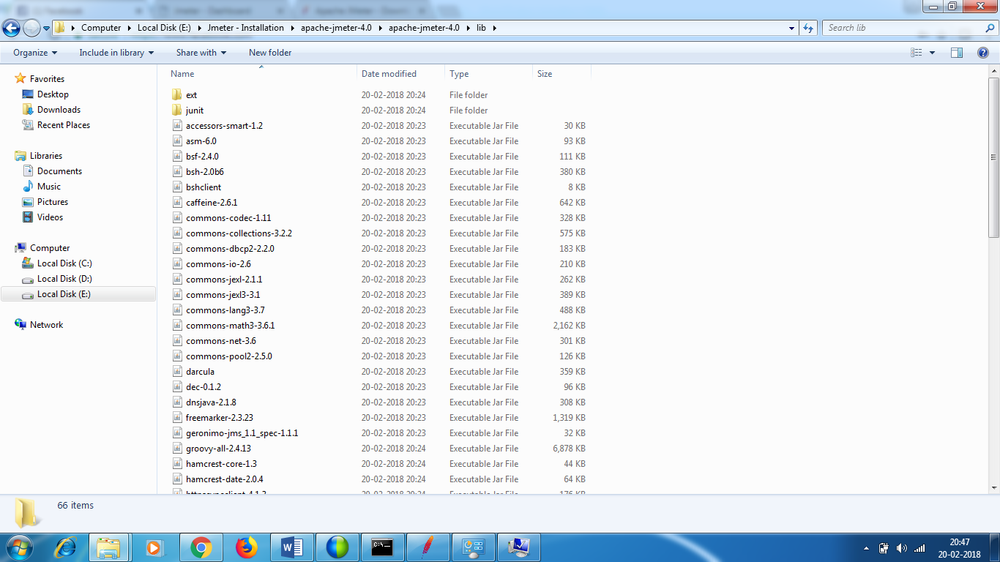 Computer Local Disk (E:) Jmeter - Installation apache-jmeter-4.0 apache-jmeter-4.0 lib Search lib
Organize Include in library Share with New folder
Favorites
Desktop
Downloads
Recent Places
Libraries
Documents
Music
Pictures
Videos
Computer
Local Disk (C:)
Local Disk (D:)
Local Disk (E:)
Network
Name Date modified Type Size
ext 20-02-2018 20:24 File folder
junit 20-02-2018 20:24 File folder
accessors-smart-1.2 20-02-2018 20:23 Executable Jar File 30 KB
asm-6.0 20-02-2018 20:23 Executable Jar File 93 KB
bsf-2.4.0 20-02-2018 20:23 Executable Jar File 111 KB
bsh-2.0b6 20-02-2018 20:23 Executable Jar File 380 KB
bshclient 20-02-2018 20:23 Executable Jar File 8 KB
caffeine-2.6.1 20-02-2018 20:23 Executable Jar File 642 KB
commons-codec-1.11 20-02-2018 20:23 Executable Jar File 328 KB
commons-collections-3.2.2 20-02-2018 20:23 Executable Jar File 575 KB
commons-dbcp2-2.2.0 20-02-2018 20:23 Executable Jar File 183 KB
commons-io-2.6 20-02-2018 20:23 Executable Jar File 210 KB
commons-jexl-2.1.1 20-02-2018 20:23 Executable Jar File 262 KB
commons-jexl3-3.1 20-02-2018 20:23 Executable Jar File 389 KB
commons-lang3-3.7 20-02-2018 20:23 Executable Jar File 488 KB
commons-math3-3.6.1 20-02-2018 20:23 Executable Jar File 2,162 KB
commons-net-3.6 20-02-2018 20:23 Executable Jar File 301 KB
commons-pool2-2.5.0 20-02-2018 20:23 Executable Jar File 126 KB
darcula 20-02-2018 20:23 Executable Jar File 359 KB
dec-0.1.2 20-02-2018 20:23 Executable Jar File 96 KB
dnsjava-2.1.8 20-02-2018 20:23 Executable Jar File 308 KB
freemarker-2.3.23 20-02-2018 20:23 Executable Jar File 1,319 KB
geronimo-jms_1.1_spec-1.1.1 20-02-2018 20:23 Executable Jar File 32 KB
groovy-all-2.4.13 20-02-2018 20:24 Executable Jar File 6,878 KB
hamcrest-core-1.3 20-02-2018 20:24 Executable Jar File 44 KB
hamcrest-date-2.0.4 20-02-2018 20:24 Executable Jar File 64 KB
66 items
20:47
20-02-2018